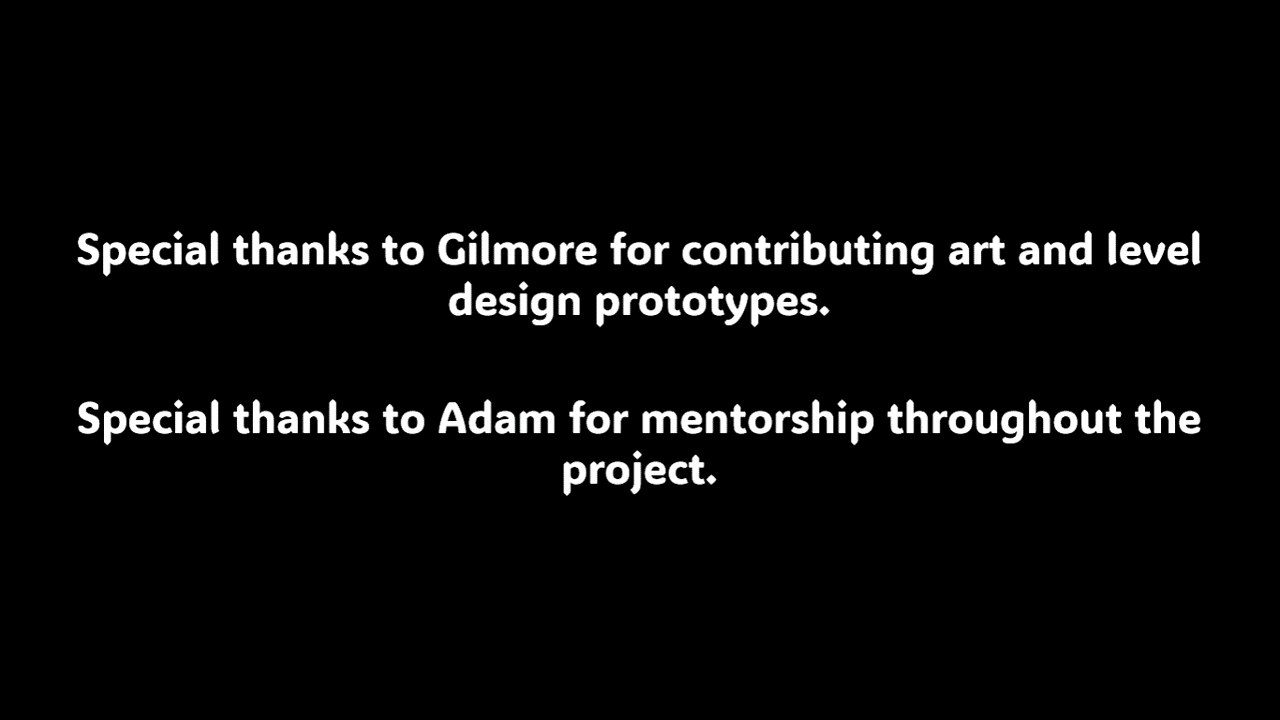 Special thanks to Gilmore for contributing art and level
design prototypes.
Special thanks to Adam for mentorship throughout the
project.